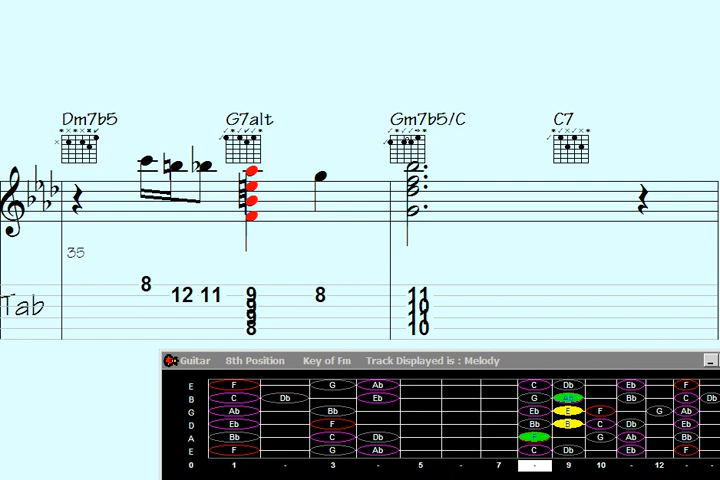 Dm7b5 G7alt Gm7b5/C C7
35
8
12 11 9 8 11
Tab 9 10
9 11
8 10
Guitar 8th Position Key of Fm Track Displayed is : Melody
E F G Ab C Db Eb F
B C Db Eb G Bb C Db
G Ab Bb Eb E F G Ab
D Eb F Bb B C Db Eb
A Bb C Db F G Ab Bb
E F G Ab C Db Eb F
0 1 - 3 - 5 - 7 - 9 10 - 12 - -